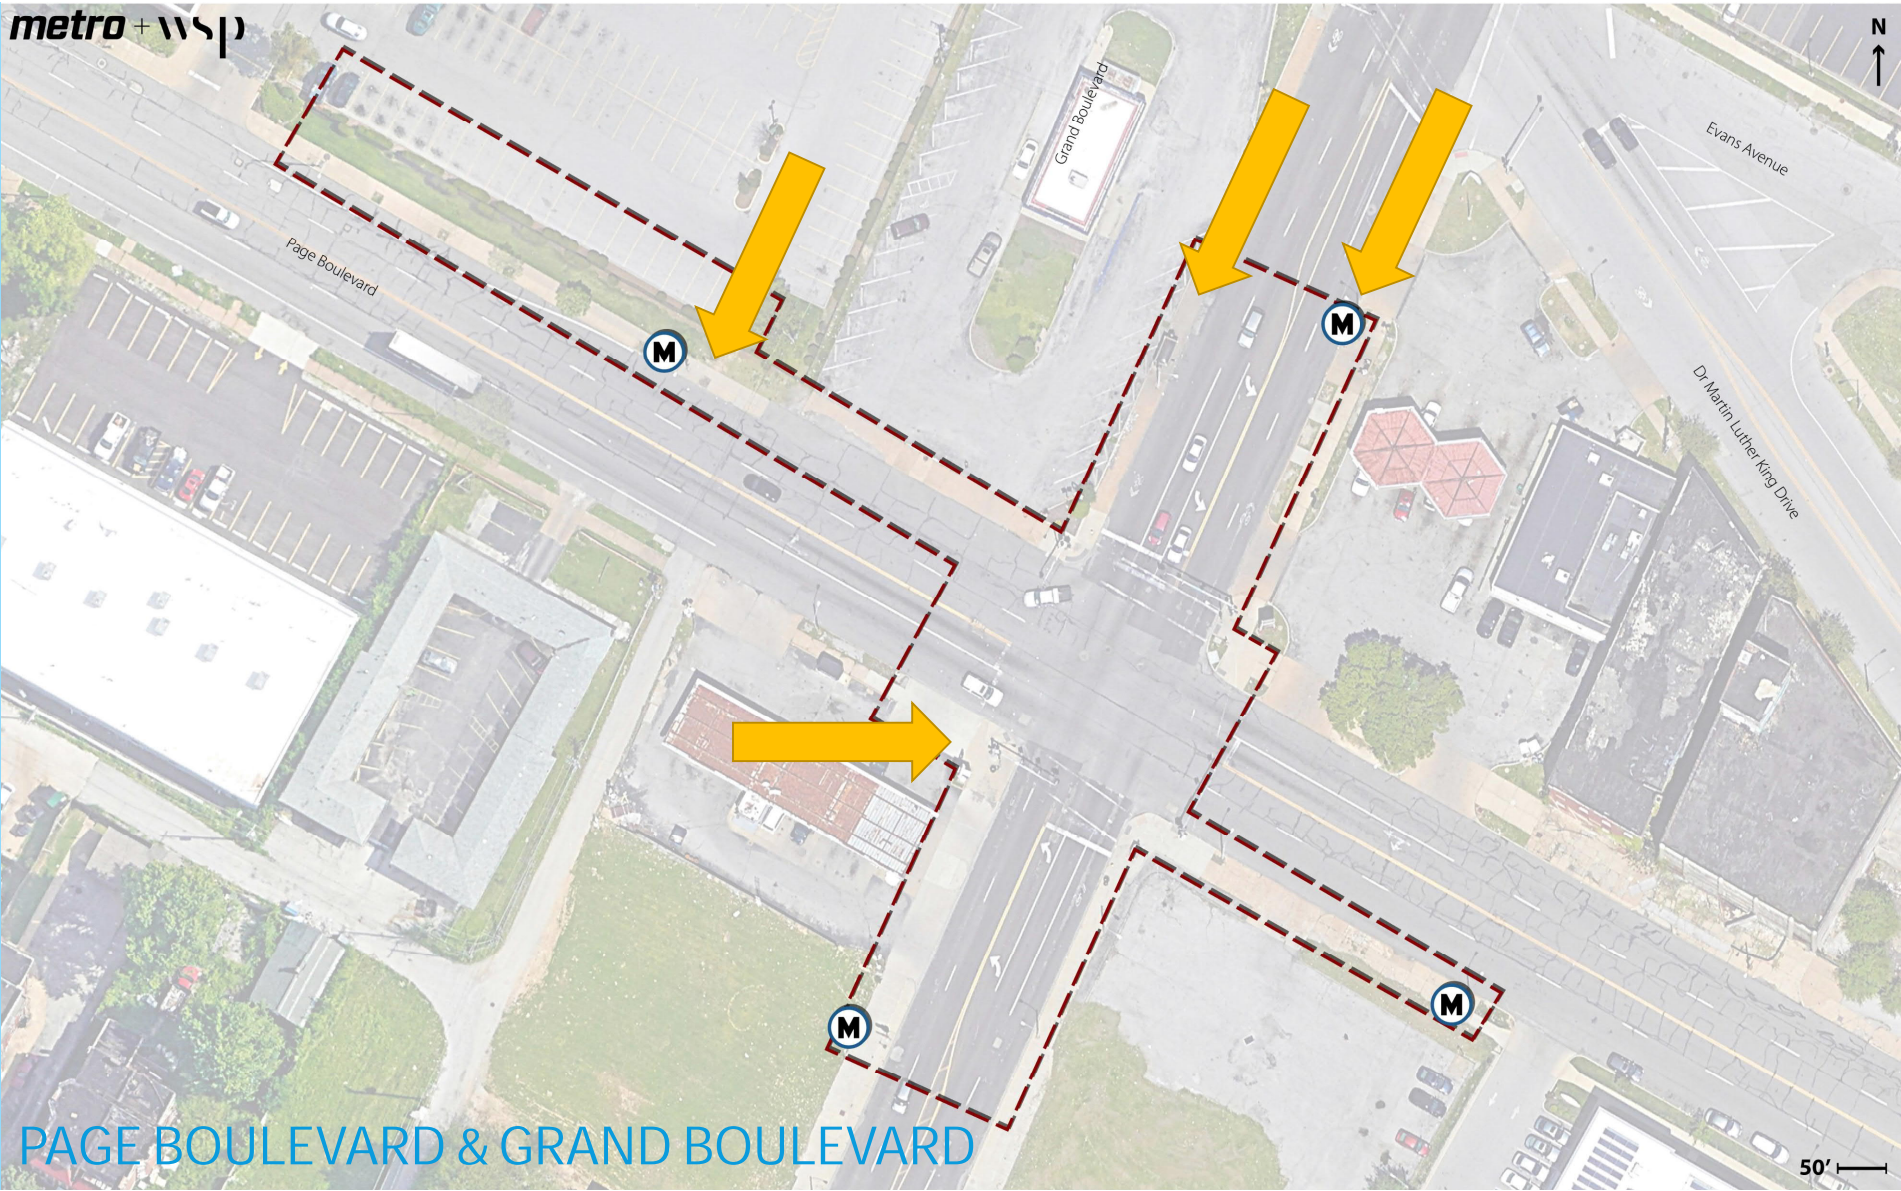 metro + wsp
N
Grand Boulevard
Evans Avenue
Page Boulevard
M
M
Dr Martin Luther King Drive
M
M
PAGE BOULEVARD & GRAND BOULEVARD
50'